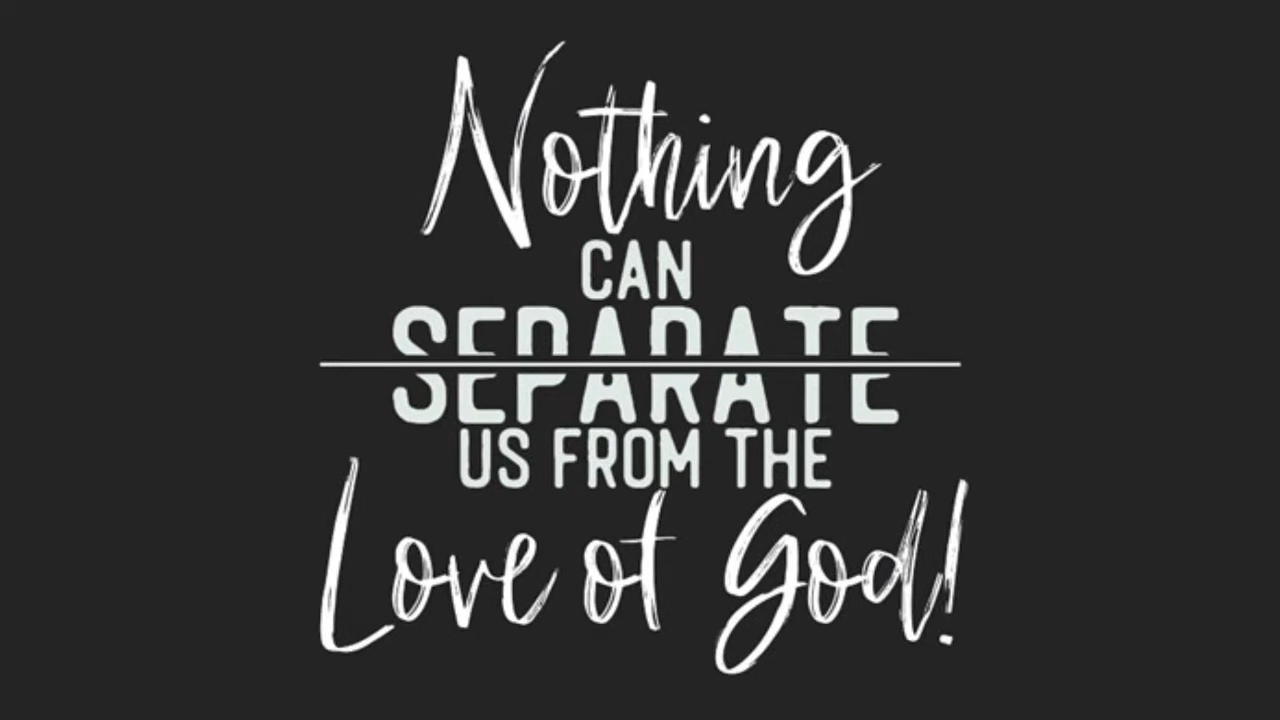 Nothing
CAN
SEPARATE
US FROM THE
Love of God!